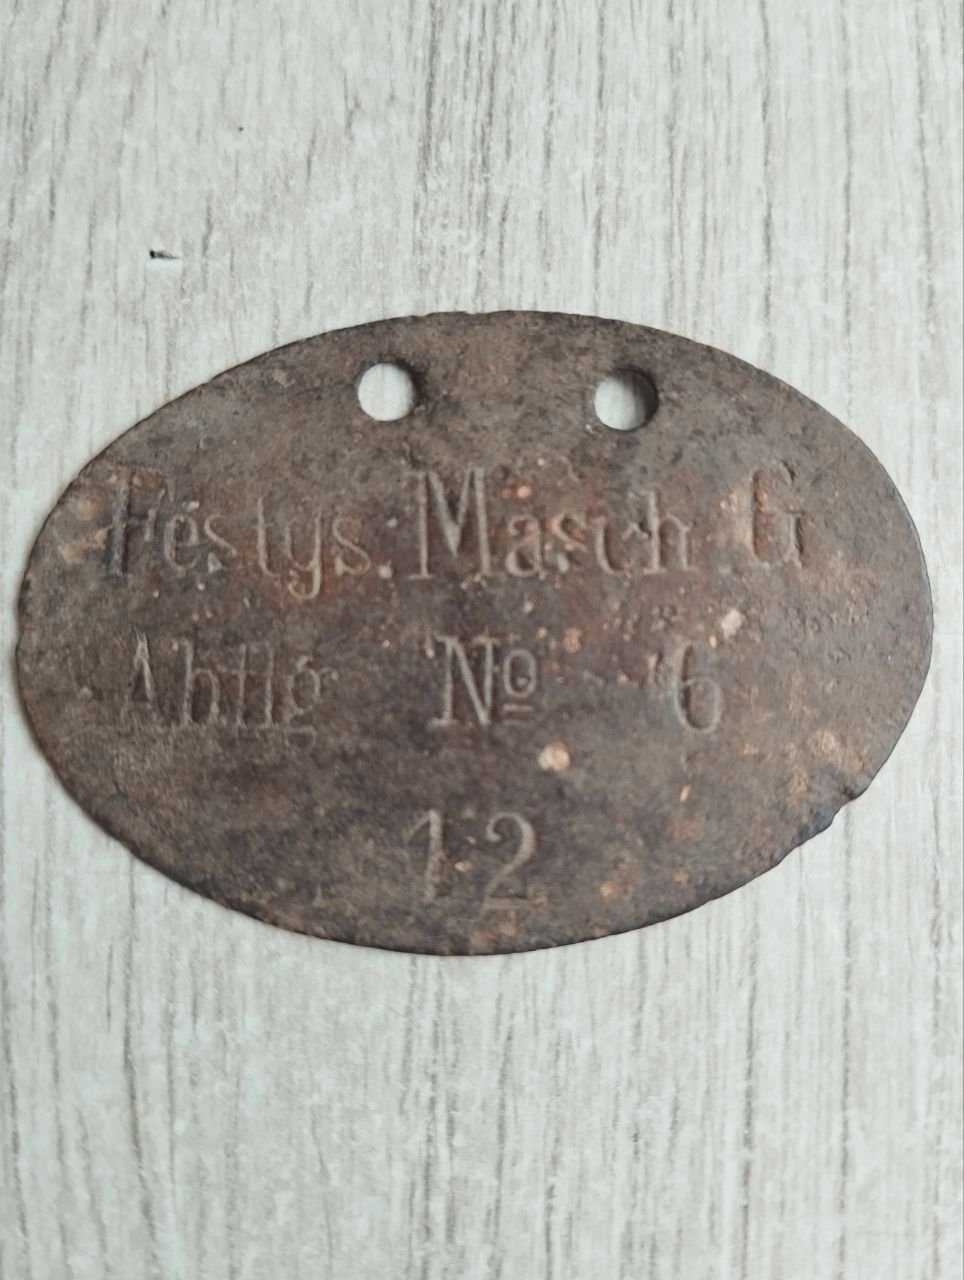 Festgs. Masch. G
Abtlg No 6
12